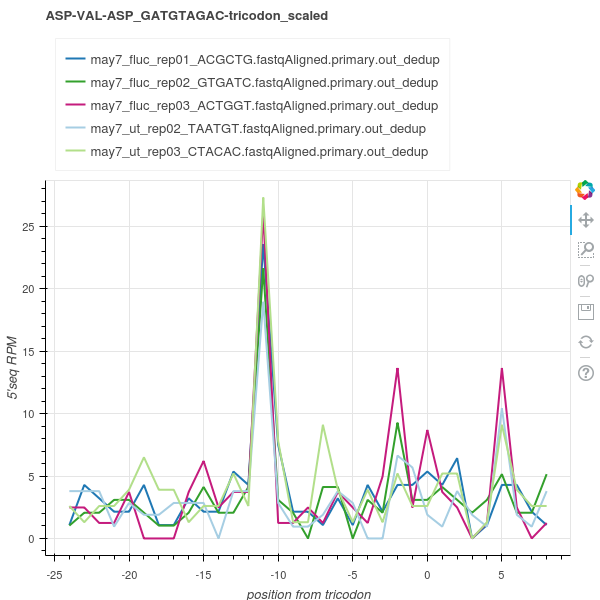 ASP-VAL-ASP_GATGTAGAC-tricodon_scaled
may7_fluc_rep01_ACGCTG.fastqAligned.primary.out_dedup
may7_fluc_rep02_GTGATC.fastqAligned.primary.out_dedup
may7_fluc_rep03_ACTGGT.fastqAligned.primary.out_dedup
may7_ut_rep02_TAATGT.fastqAligned.primary.out_dedup
may7_ut_rep03_CTACAC.fastqAligned.primary.out_dedup
5'seq RPM
25
20
15
10
5
0
-25 -20 -15 -10 -5 0 5
position from tricodon